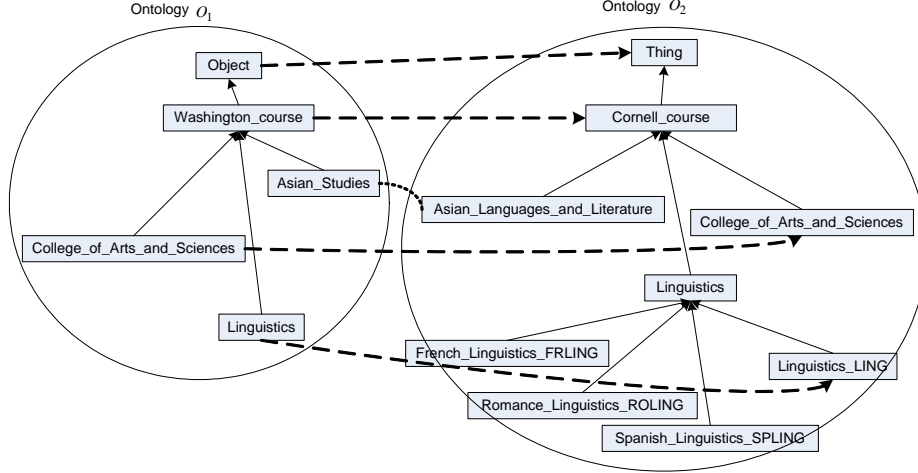 Ontology O1
Ontology O2
Object
Thing
Washington_course
Cornell_course
Asian_Studies
Asian_Languages_and_Literature
College_of_Arts_and_Sciences
College_of_Arts_and_Sciences
Linguistics
Linguistics
French_Linguistics_FRLING
Linguistics_LING
Romance_Linguistics_ROLING
Spanish_Linguistics_SPLING